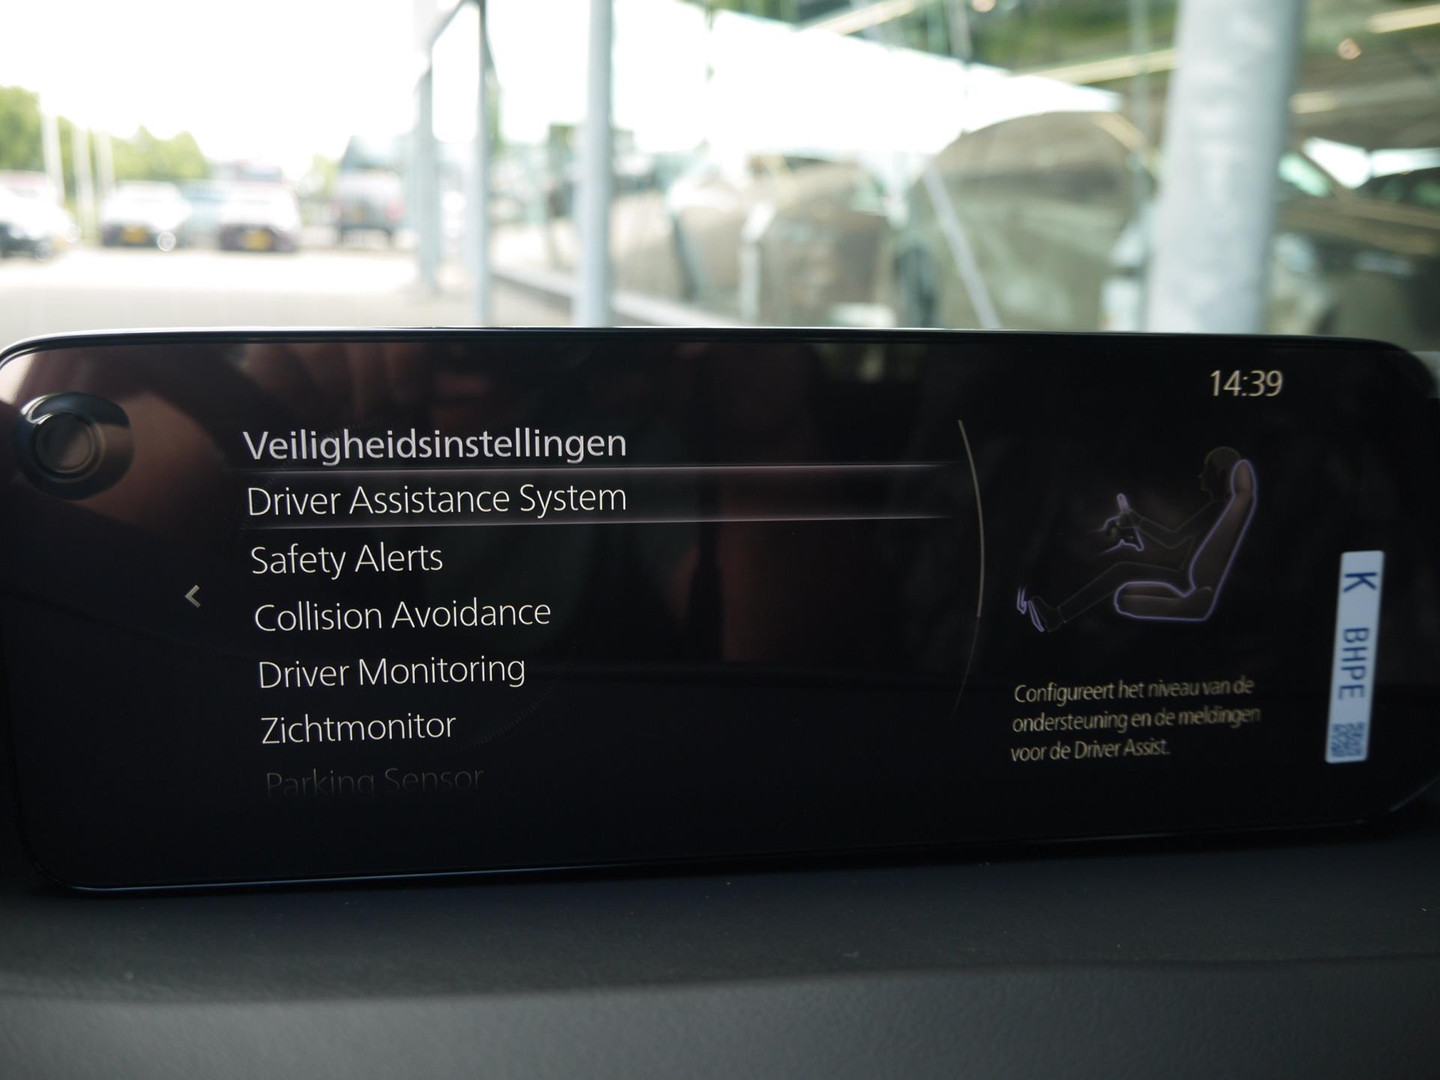 14:39
Veiligheidsinstellingen
Driver Assistance System
Safety Alerts
Collision Avoidance
Driver Monitoring
Zichtmonitor
Parking Sensor
Configureert het niveau van de
ondersteuning en de meldingen
voor de Driver Assist.
K BHPE